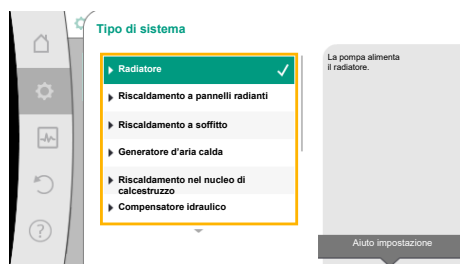 Tipo di sistema
Radiatore
Riscaldamento a pannelli radianti
Riscaldamento a soffitto
Generatore d'aria calda
Riscaldamento nel nucleo di
calcestruzzo
Compensatore idraulico
La pompa alimenta
il radiatore.
Aiuto impostazione
?